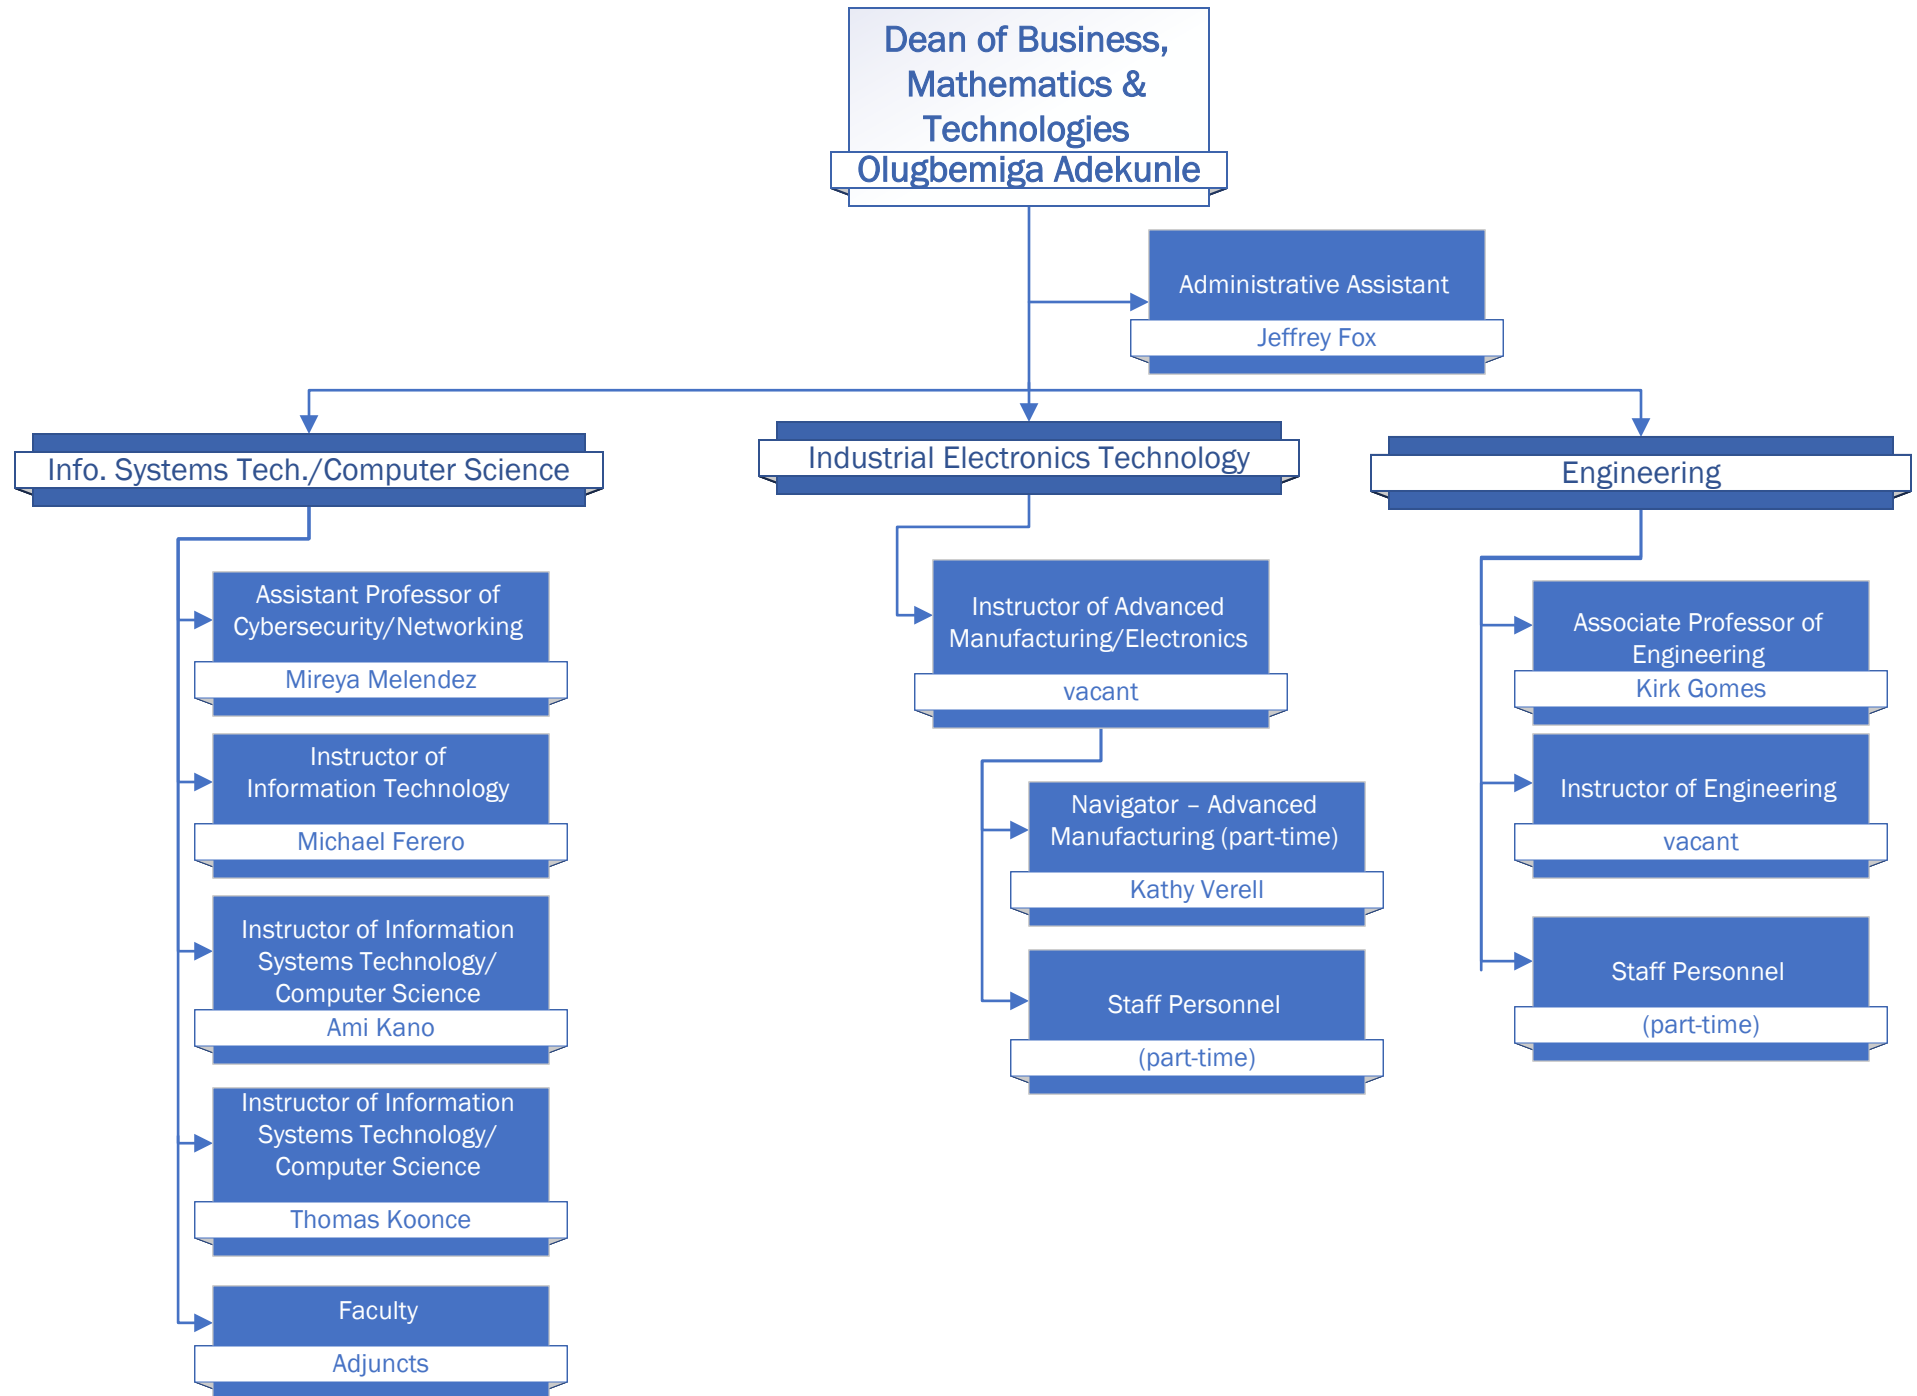 Dean of Business,
Mathematics &
Technologies
Olugbemiga Adekunle
Administrative Assistant
Jeffrey Fox
Info. Systems Tech./Computer Science
Assistant Professor of
Cybersecurity/Networking
Mireya Melendez
Instructor of
Information Technology
Michael Ferero
Instructor of Information
Systems Technology/
Computer Science
Ami Kano
Instructor of Information
Systems Technology/
Computer Science
Thomas Koonce
Faculty
Adjuncts
Industrial Electronics Technology
Instructor of Advanced
Manufacturing/Electronics
vacant
Navigator – Advanced
Manufacturing (part-time)
Kathy Verell
Staff Personnel
(part-time)
Engineering
Associate Professor of
Engineering
Kirk Gomes
Instructor of Engineering
vacant
Staff Personnel
(part-time)